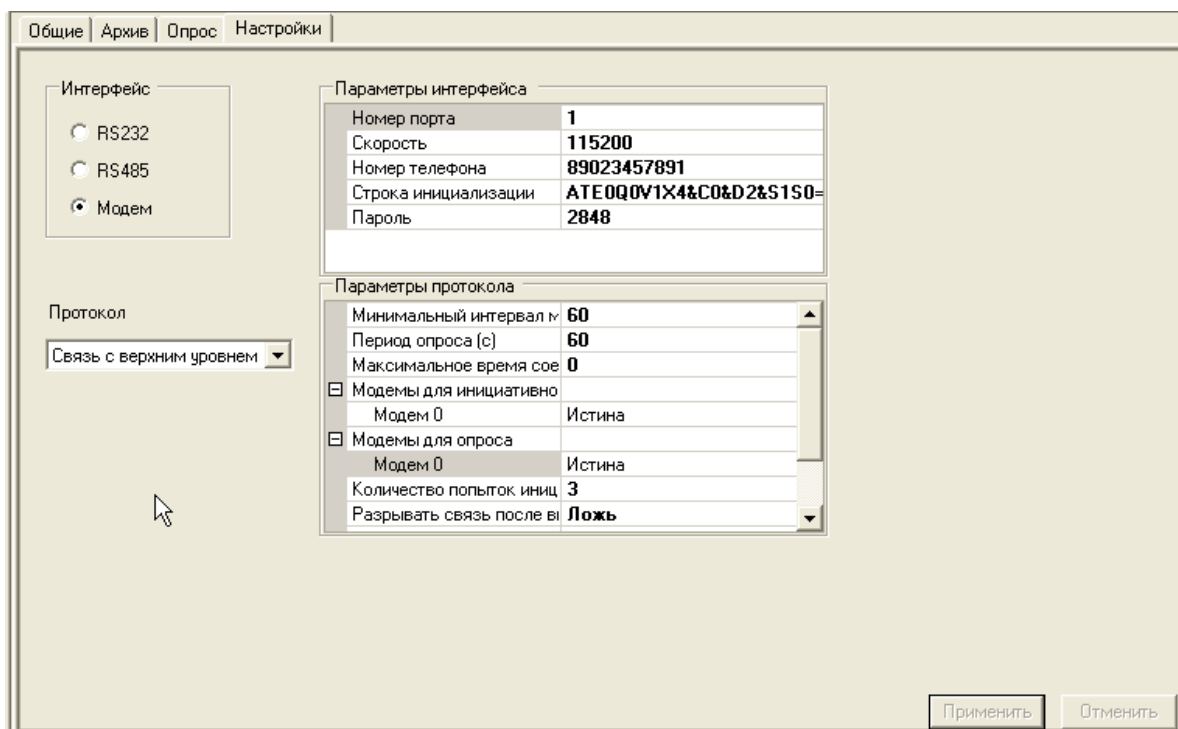 Общие Архив Опрос Настройки
Интерфейс
RS232
RS485
Модем
Параметры интерфейса
Номер порта 1
Скорость 115200
Номер телефона 89023457891
Строка инициализации ATE0Q0V1X4&C0&D2&S1S0=
Пароль 2848
Протокол
Связь с верхним уровнем
Параметры протокола
Минимальный интервал м 60
Период опроса (с) 60
Максимальное время сое 0
Модемы для инициативно
Модем 0 Истина
Модемы для опроса
Модем 0 Истина
Количество попыток иниц 3
Разрывать связь после вы Ложь
Применить Отменить